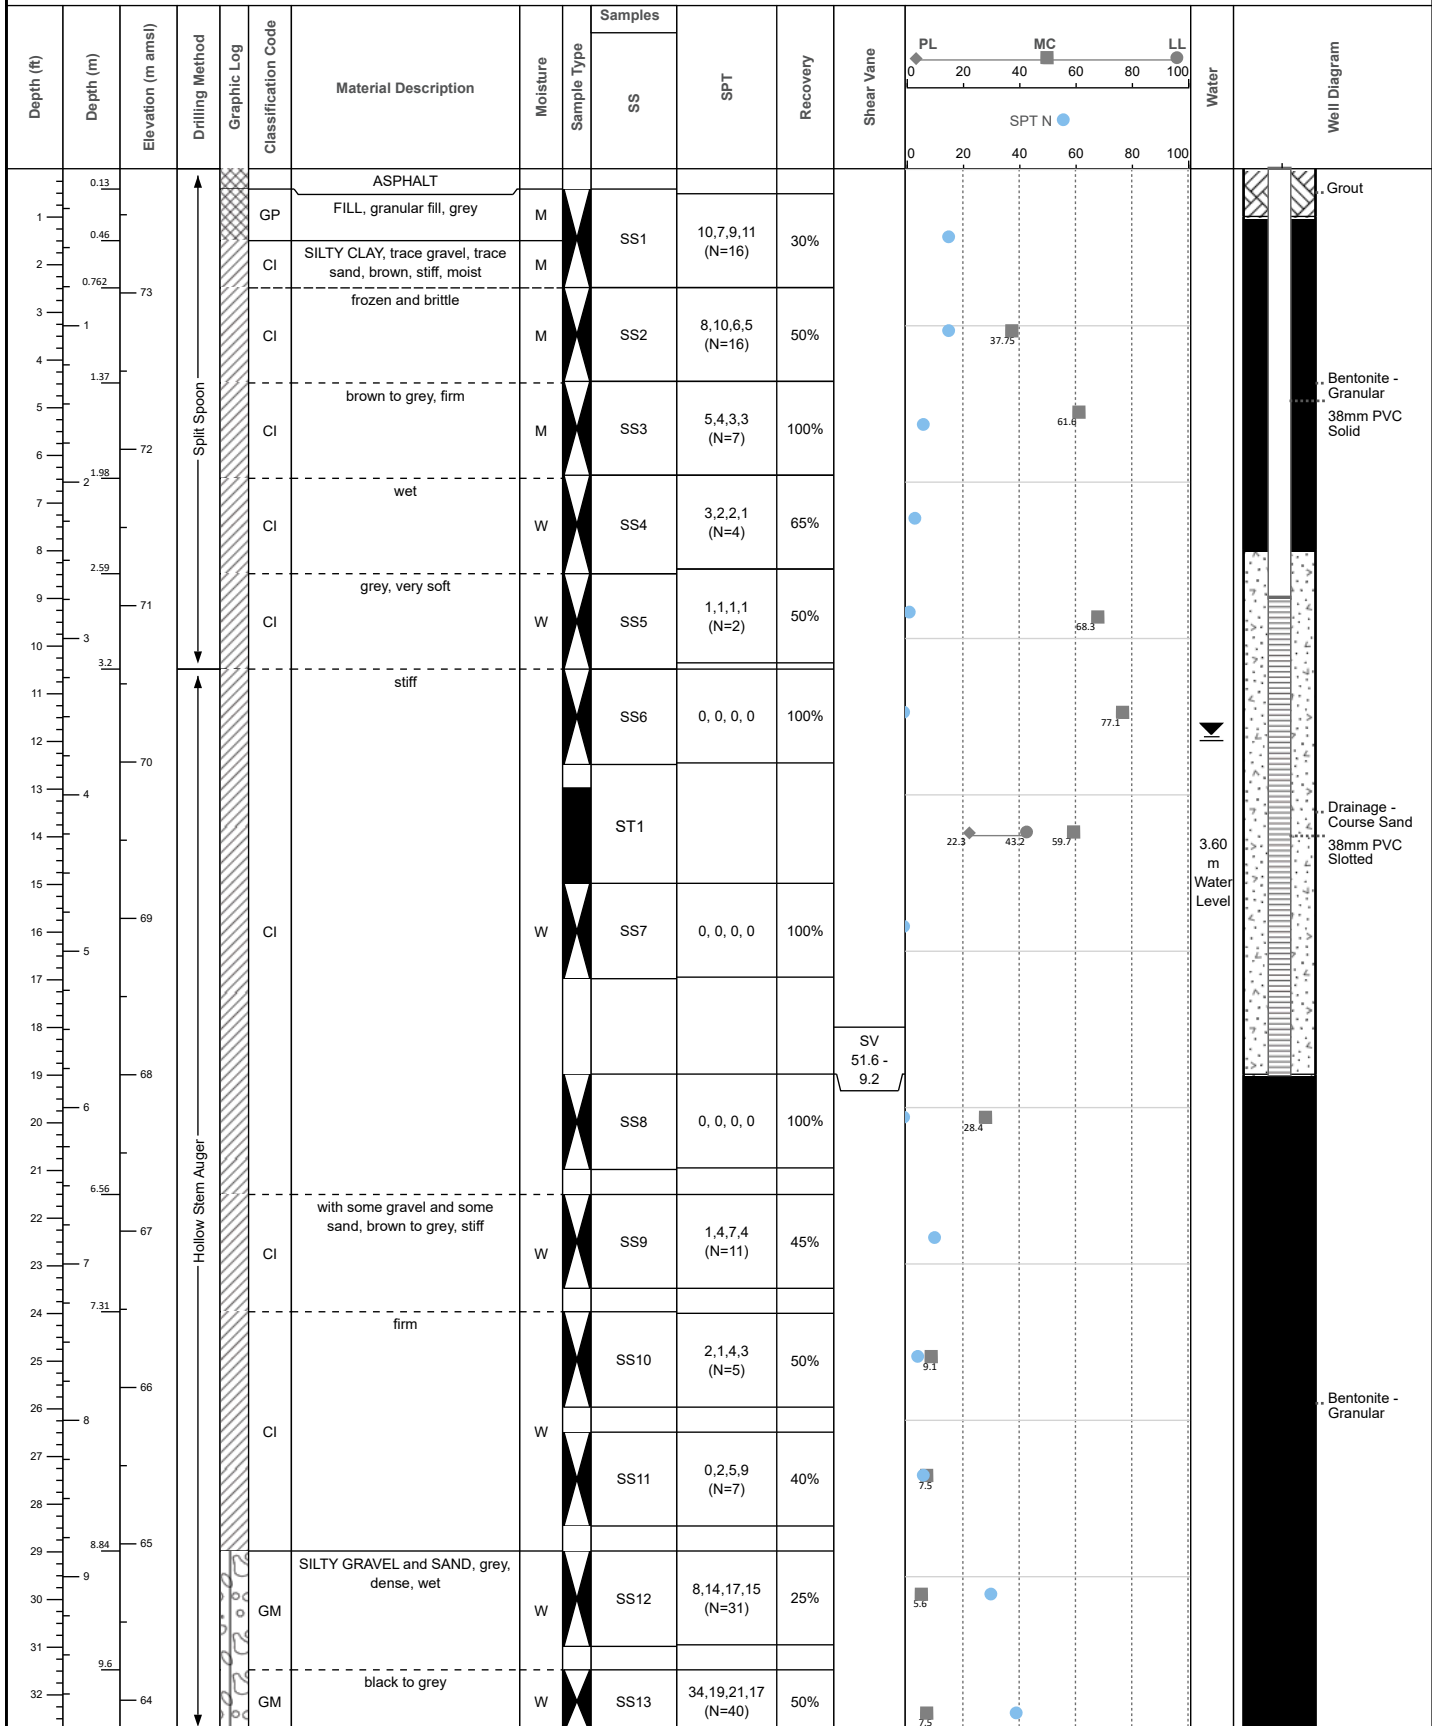 Samples
Depth (ft)
Depth (m)
Elevation (m amsl)
Drilling Method
Graphic Log
Classification Code
Material Description
Moisture
Sample Type
SS
SPT
Recovery
Shear Vane
PL MC LL
0 20 40 60 80 100
SPT N
0 20 40 60 80 100
Water
Well Diagram
0.13
ASPHALT
Grout
1
GP
FILL, granular fill, grey
M
SS1
10,7,9,11
(N=16)
30%
0.46
2
CI
SILTY CLAY, trace gravel, trace
sand, brown, stiff, moist
M
0.762
73
frozen and brittle
3
1
CI
M
SS2
8,10,6,5
(N=16)
50%
37.75
4
1.37
brown to grey, firm
Bentonite -
Granular
38mm PVC
Solid
5
Split Spoon
CI
M
SS3
5,4,3,3
(N=7)
100%
61.6
6
72
1.98
2
wet
7
CI
W
SS4
3,2,2,1
(N=4)
65%
8
2.59
grey, very soft
9
71
CI
W
SS5
1,1,1,1
(N=2)
50%
68.3
10
3
3.2
stiff
11
SS6
0, 0, 0, 0
100%
77.1
12
70
13
4
Drainage -
Course Sand
38mm PVC
Slotted
14
ST1
22.3
43.2
59.7
3.60
m
Water
Level
15
69
16
CI
W
SS7
0, 0, 0, 0
100%
5
17
18
SV
51.6 -
9.2
19
68
6
20
SS8
0, 0, 0, 0
100%
28.4
21
Hollow Stem Auger
6.56
with some gravel and some
sand, brown to grey, stiff
22
67
CI
W
SS9
1,4,7,4
(N=11)
45%
23
7
7.31
24
firm
25
SS10
2,1,4,3
(N=5)
50%
9.1
66
26
8
CI
W
Bentonite -
Granular
27
SS11
0,2,5,9
(N=7)
40%
7.5
28
65
8.84
29
SILTY GRAVEL and SAND, grey,
dense, wet
9
30
GM
W
SS12
8,14,17,15
(N=31)
25%
5.6
31
9.6
black to grey
32
64
GM
W
SS13
34,19,21,17
(N=40)
50%
7.5